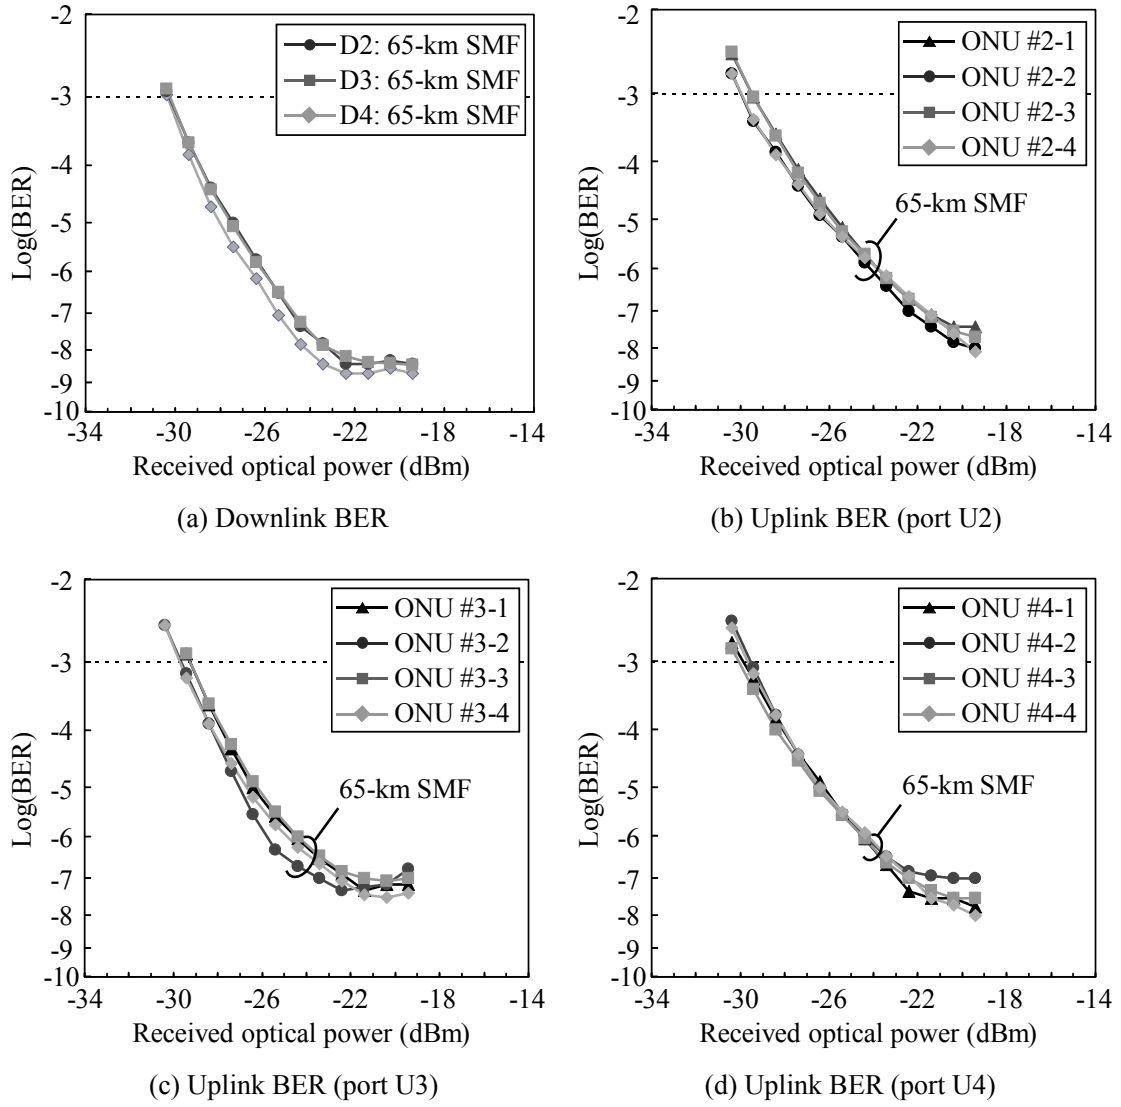 -2
-3
-4
-5
-6
-7
-8
-9
-10
Log(BER)
D2: 65-km SMF
D3: 65-km SMF
D4: 65-km SMF
-34 -30 -26 -22 -18 -14
Received optical power (dBm)
(a) Downlink BER
-2
-3
-4
-5
-6
-7
-8
-9
-10
Log(BER)
ONU #2-1
ONU #2-2
ONU #2-3
ONU #2-4
65-km SMF
-34 -30 -26 -22 -18 -14
Received optical power (dBm)
(b) Uplink BER (port U2)
-2
-3
-4
-5
-6
-7
-8
-9
-10
Log(BER)
ONU #3-1
ONU #3-2
ONU #3-3
ONU #3-4
65-km SMF
-34 -30 -26 -22 -18 -14
Received optical power (dBm)
(c) Uplink BER (port U3)
-2
-3
-4
-5
-6
-7
-8
-9
-10
Log(BER)
ONU #4-1
ONU #4-2
ONU #4-3
ONU #4-4
65-km SMF
-34 -30 -26 -22 -18 -14
Received optical power (dBm)
(d) Uplink BER (port U4)